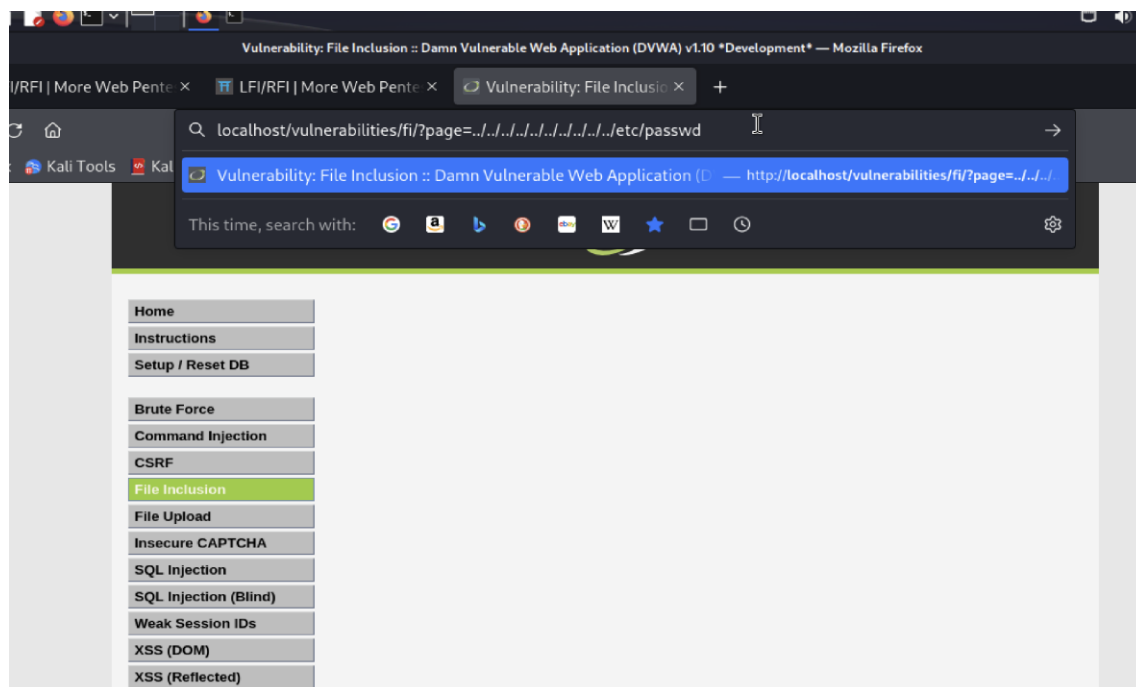 Vulnerability: File Inclusion :: Damn Vulnerable Web Application (DVWA) v1.10 *Development* — Mozilla Firefox
I/RFI | More Web Pente × LFI/RFI | More Web Pente × Vulnerability: File Inclusio × +
localhost/vulnerabilities/fi/?page=../../../../../../../../../../etc/passwd
Kali Tools Kal
Vulnerability: File Inclusion :: Damn Vulnerable Web Application (D — http://localhost/vulnerabilities/fi/?page=../../../../.
This time, search with:
Home
Instructions
Setup / Reset DB
Brute Force
Command Injection
CSRF
File Inclusion
File Upload
Insecure CAPTCHA
SQL Injection
SQL Injection (Blind)
Weak Session IDs
XSS (DOM)
XSS (Reflected)